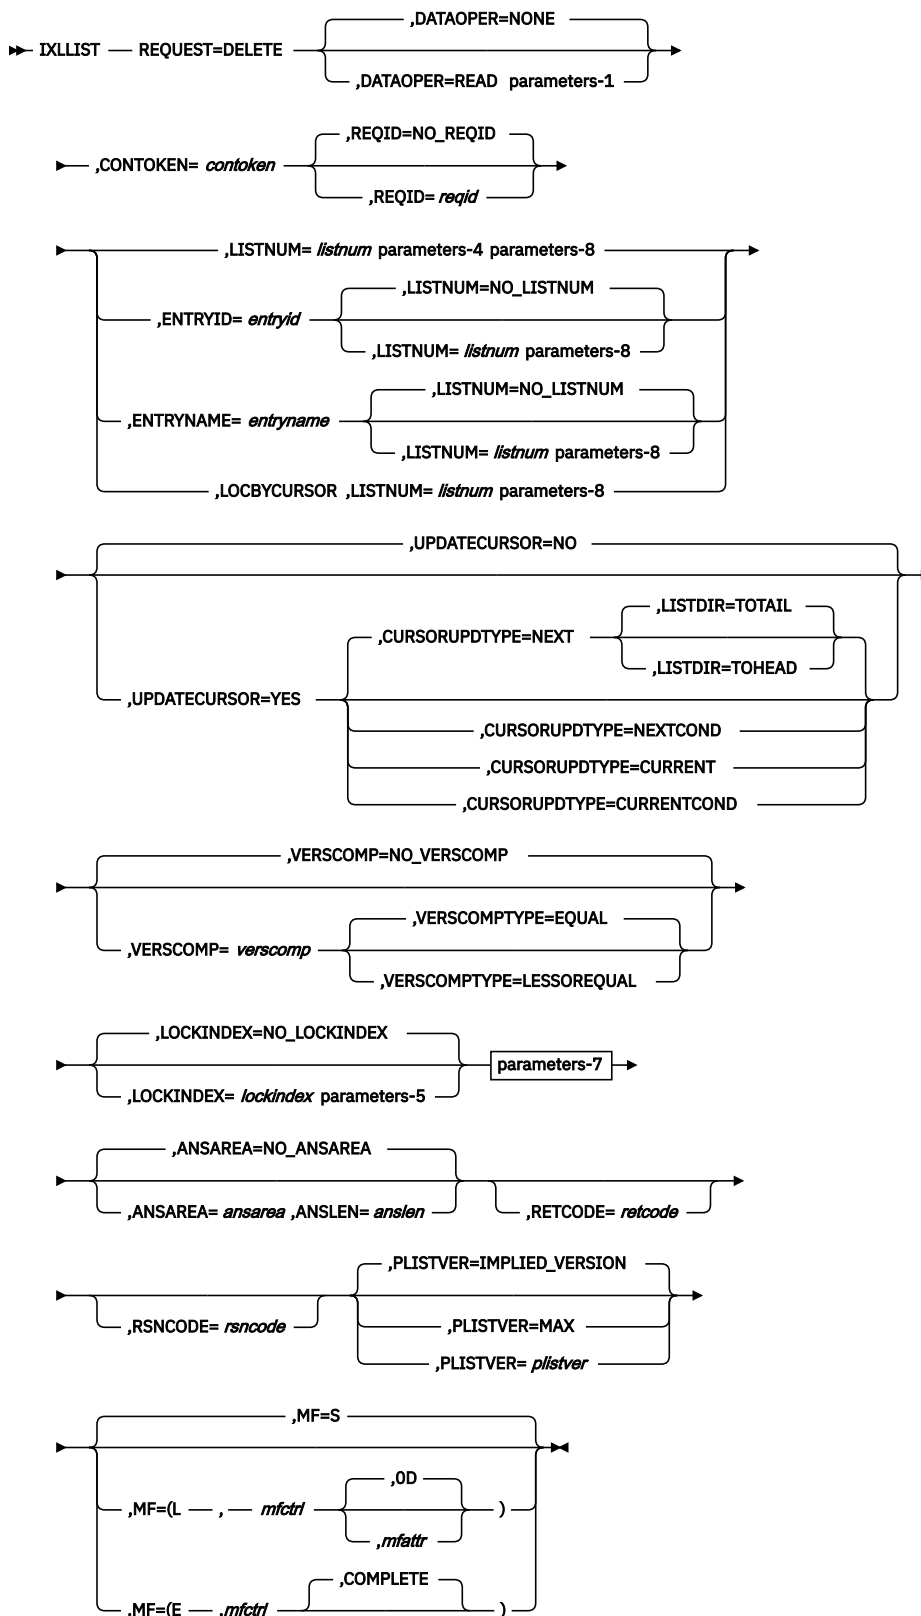 ,DATAOPER=NONE
IXLLIST REQUEST=DELETE
,DATAOPER=READ parameters-1
,REQID=NO_REQID
,CONTOKEN= contoken
,REQID= reqid
,LISTNUM= listnum parameters-4 parameters-8
,LISTNUM=NO_LISTNUM
,ENTRYID= entryid
,LISTNUM= listnum parameters-8
,LISTNUM=NO_LISTNUM
,ENTRYNAME= entryname
,LISTNUM= listnum parameters-8
,LOCBYCURSOR ,LISTNUM= listnum parameters-8
,UPDATECURSOR=NO
,LISTDIR=TOTAIL
,CURSORUPDTYPE=NEXT
,LISTDIR=TOHEAD
,UPDATECURSOR=YES
,CURSORUPDTYPE=NEXTCOND
,CURSORUPDTYPE=CURRENT
,CURSORUPDTYPE=CURRENTCOND
,VERSCOMP=NO_VERSCOMP
,VERSCOMPTYPE=EQUAL
,VERSCOMP= verscomp
,VERSCOMPTYPE=LESSOREQUAL
,LOCKINDEX=NO_LOCKINDEX
parameters-7
,LOCKINDEX= lockindex parameters-5
,ANSAREA=NO_ANSAREA
,ANSAREA= ansarea ,ANSLEN= anslen ,RETCODE= retcode
,PLISTVER=IMPLIED_VERSION
,RSNCODE= rsncode ,PLISTVER=MAX
,PLISTVER= plistver
,MF=S
,0D
,MF=(L , mfctrl )
,mfattr
,COMPLETE
,MF=(E ,mfctrl )